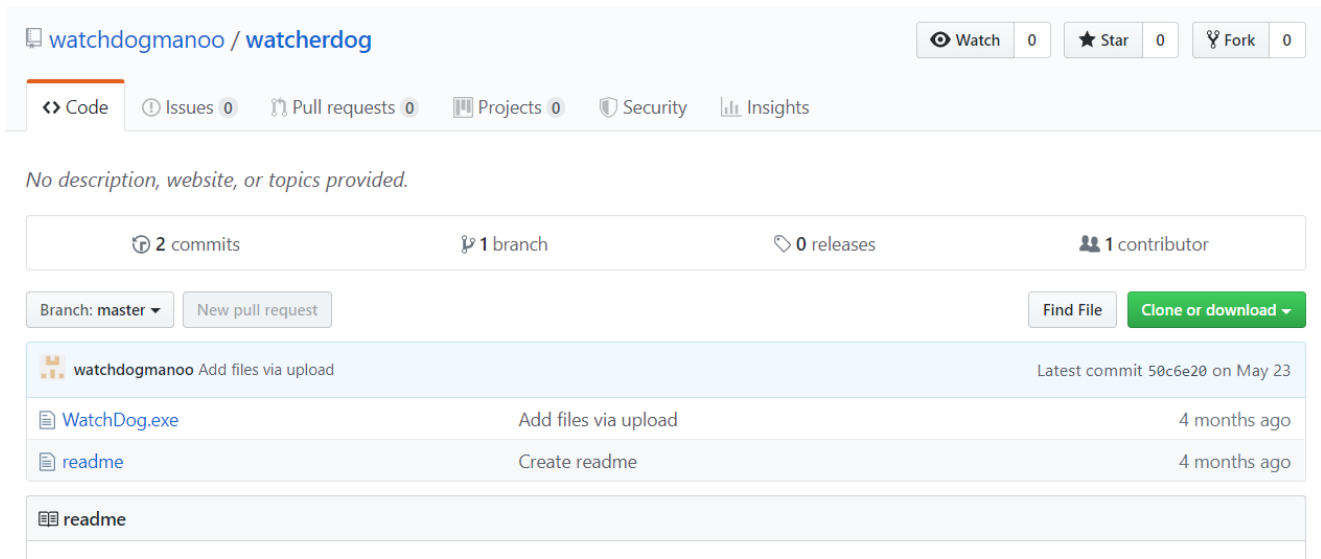 watchdogmanoo / watcherdog
Watch 0 Star 0 Fork 0
Code Issues 0 Pull requests 0 Projects 0 Security Insights
No description, website, or topics provided.
2 commits 1 branch 0 releases 1 contributor
Branch: master New pull request Find File Clone or download
watchdogmanoo Add files via upload Latest commit 50c6e20 on May 23
WatchDog.exe Add files via upload 4 months ago
readme Create readme 4 months ago
readme